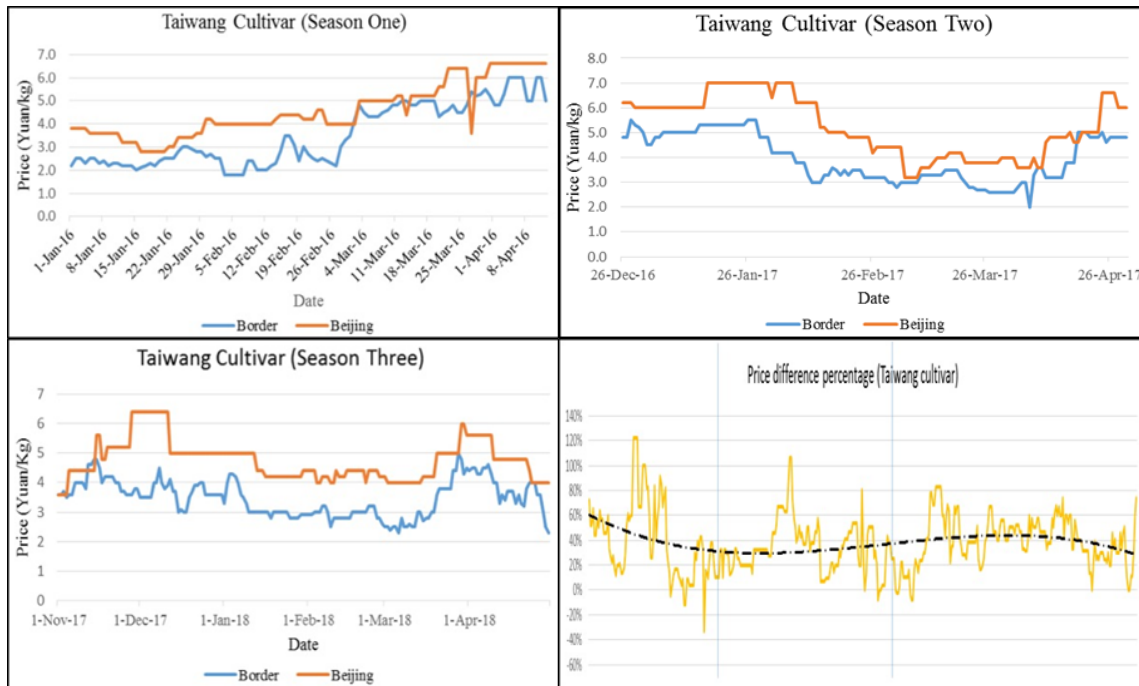 Taiwang Cultivar (Season One)
Price (Yuan/kg)
7.0
6.0
5.0
4.0
3.0
2.0
1.0
0.0
1-Jan-16
8-Jan-16
15-Jan-16
22-Jan-16
29-Jan-16
5-Feb-16
12-Feb-16
19-Feb-16
26-Feb-16
4-Mar-16
11-Mar-16
18-Mar-16
25-Mar-16
1-Apr-16
8-Apr-16
Date
Border Beijing
Taiwang Cultivar (Season Two)
Price (Yuan/kg)
8.0
7.0
6.0
5.0
4.0
3.0
2.0
1.0
0.0
26-Dec-16 26-Jan-17 26-Feb-17 26-Mar-17 26-Apr-17
Date
Border Beijing
Taiwang Cultivar (Season Three)
Price (Yuan/Kg)
7
6
5
4
3
2
1
0
1-Nov-17 1-Dec-17 1-Jan-18 1-Feb-18 1-Mar-18 1-Apr-18
Date
Border Beijing
Price difference percentage (Taiwang cultivar)
140%
120%
100%
80%
60%
40%
20%
0%
-20%
-40%
-60%